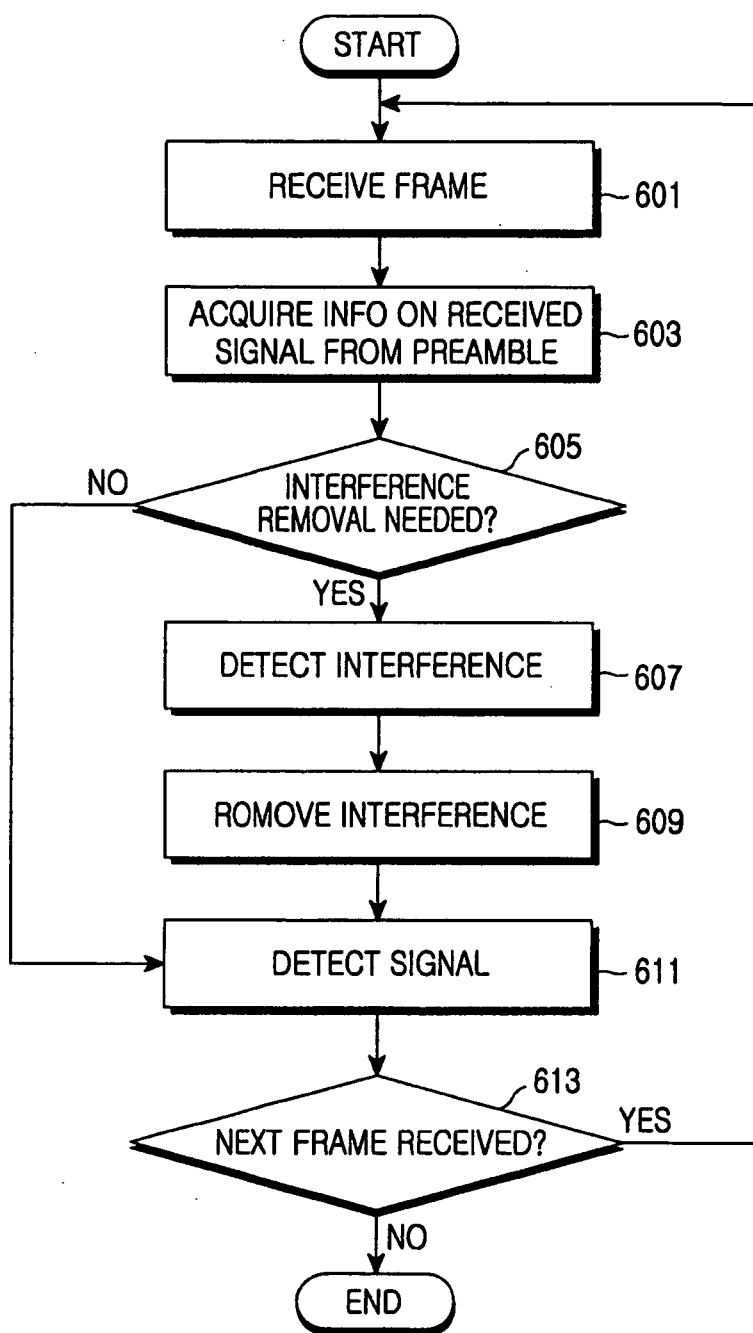 START
RECEIVE FRAME
601
ACQUIRE INFO ON RECEIVED
SIGNAL FROM PREAMBLE
603
605
NO
INTERFERENCE
REMOVAL NEEDED?
YES
DETECT INTERFERENCE
607
ROMOVE INTERFERENCE
609
DETECT SIGNAL
611
613
NEXT FRAME RECEIVED?
YES
NO
END